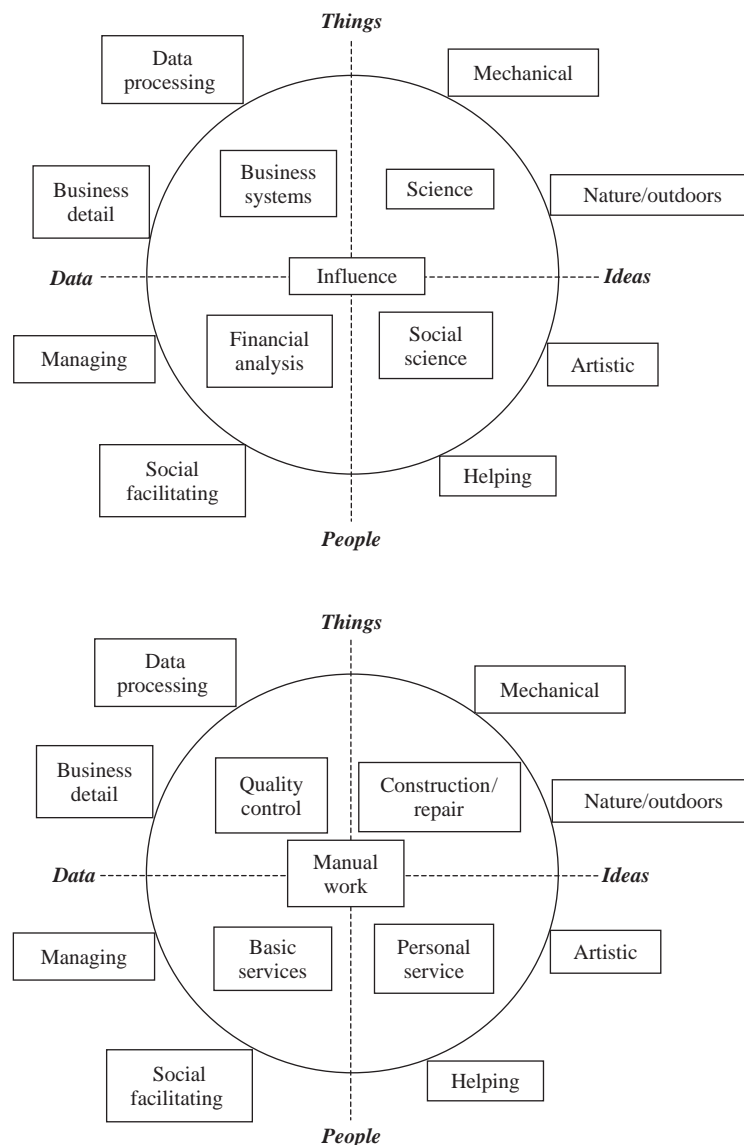 Things
Data
processing
Mechanical
Business
detail
Business
systems
Science
Nature/outdoors
Data
Influence
Ideas
Managing
Financial
analysis
Social
science
Artistic
Social
facilitating
Helping
People
Things
Data
processing
Mechanical
Business
detail
Quality
control
Construction/
repair
Nature/outdoors
Data
Manual
work
Ideas
Managing
Basic
services
Personal
service
Artistic
Social
facilitating
Helping
People